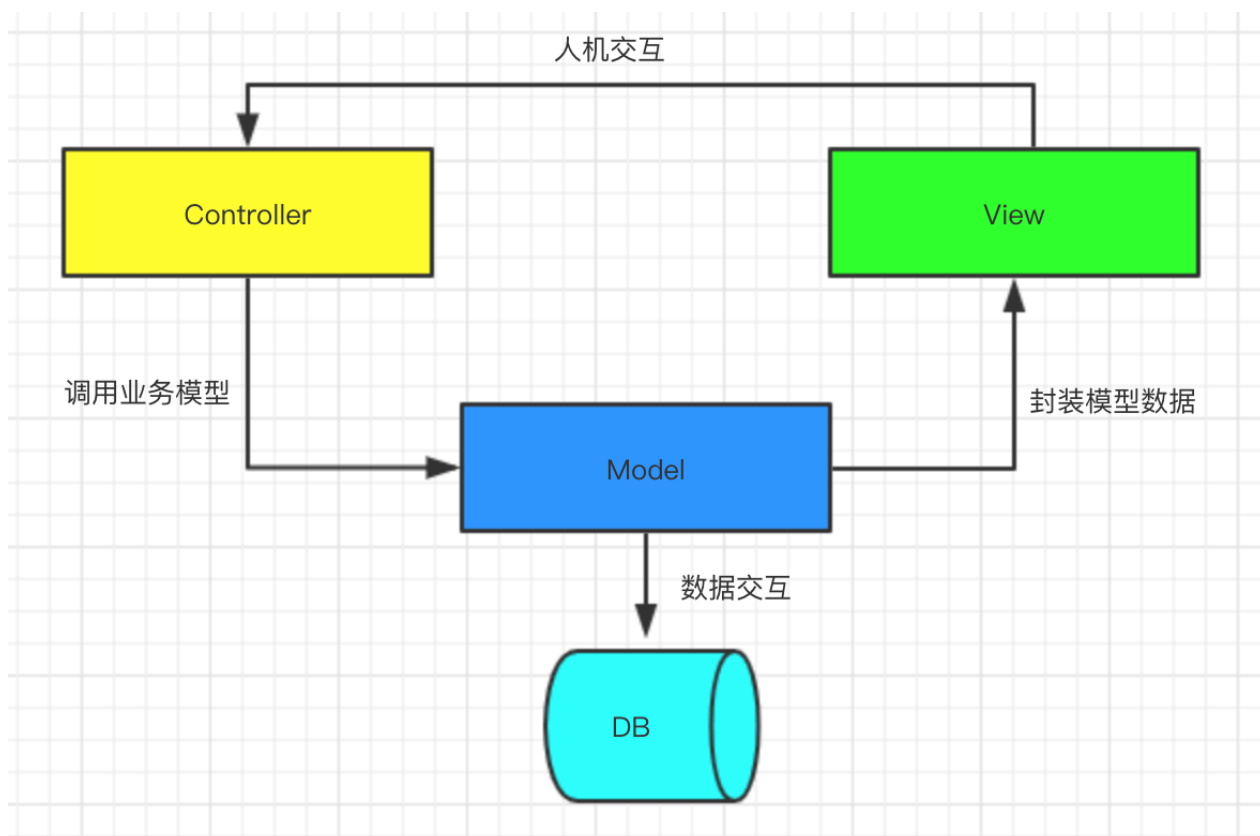 人机交互
Controller
View
调用业务模型
封装模型数据
Model
数据交互
DB